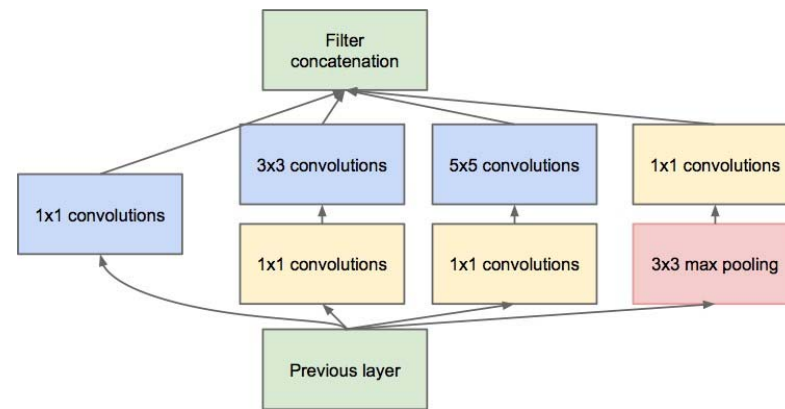 Filter
concatenation
3x3 convolutions
5x5 convolutions
1x1 convolutions
1x1 convolutions
1x1 convolutions
1x1 convolutions
3x3 max pooling
Previous layer